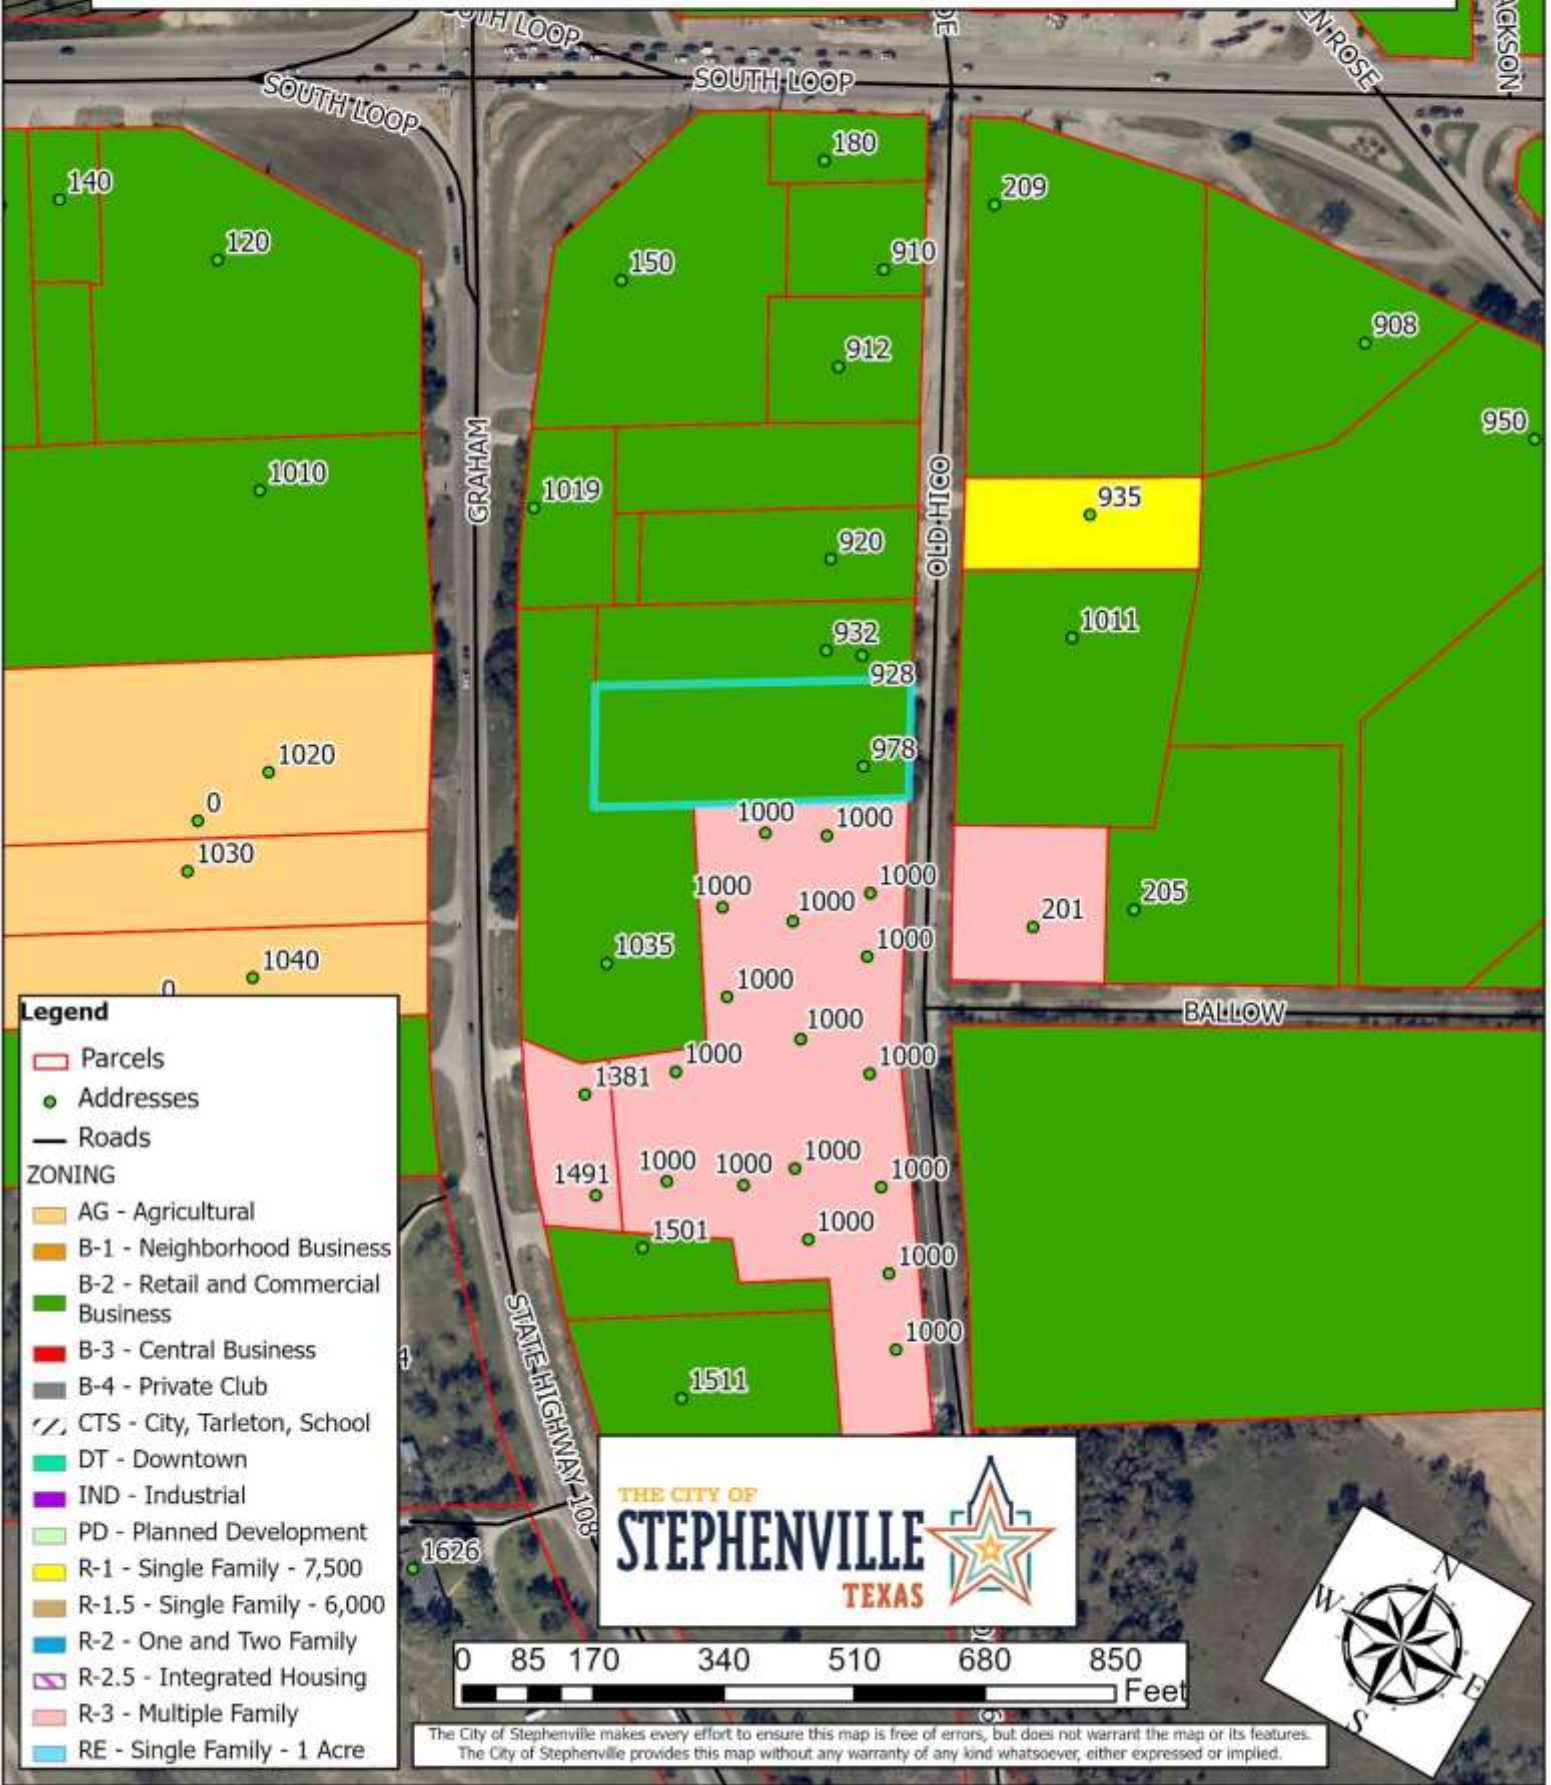 OUTH LOOP
DE
EN ROSE
ACKSON
SOUTH LOOP
SOUTH LOOP
180
140
209
120
150
910
912
908
950
GRAHAM
1010
1019
OLD HICO
935
920
1011
932
928
978
1020
0
1000
1000
1030
1000
1000
1000
201
205
1035
1000
1040
0
1000
1000
BALLOW
1000
1000
1381
1491
1000
1000
1000
1000
1000
1501
1000
1000
1511
STATE HIGHWAY 108
4
1626
Legend
Parcels
Addresses
Roads
ZONING
AG - Agricultural
B-1 - Neighborhood Business
B-2 - Retail and Commercial
Business
B-3 - Central Business
B-4 - Private Club
CTS - City, Tarleton, School
DT - Downtown
IND - Industrial
PD - Planned Development
R-1 - Single Family - 7,500
R-1.5 - Single Family - 6,000
R-2 - One and Two Family
R-2.5 - Integrated Housing
R-3 - Multiple Family
RE - Single Family - 1 Acre
THE CITY OF
STEPHENVILLE
TEXAS
N
W
E
S
0 85 170 340 510 680 850
Feet
The City of Stephenville makes every effort to ensure this map is free of errors, but does not warrant the map or its features.
The City of Stephenville provides this map without any warranty of any kind whatsoever, either expressed or implied.